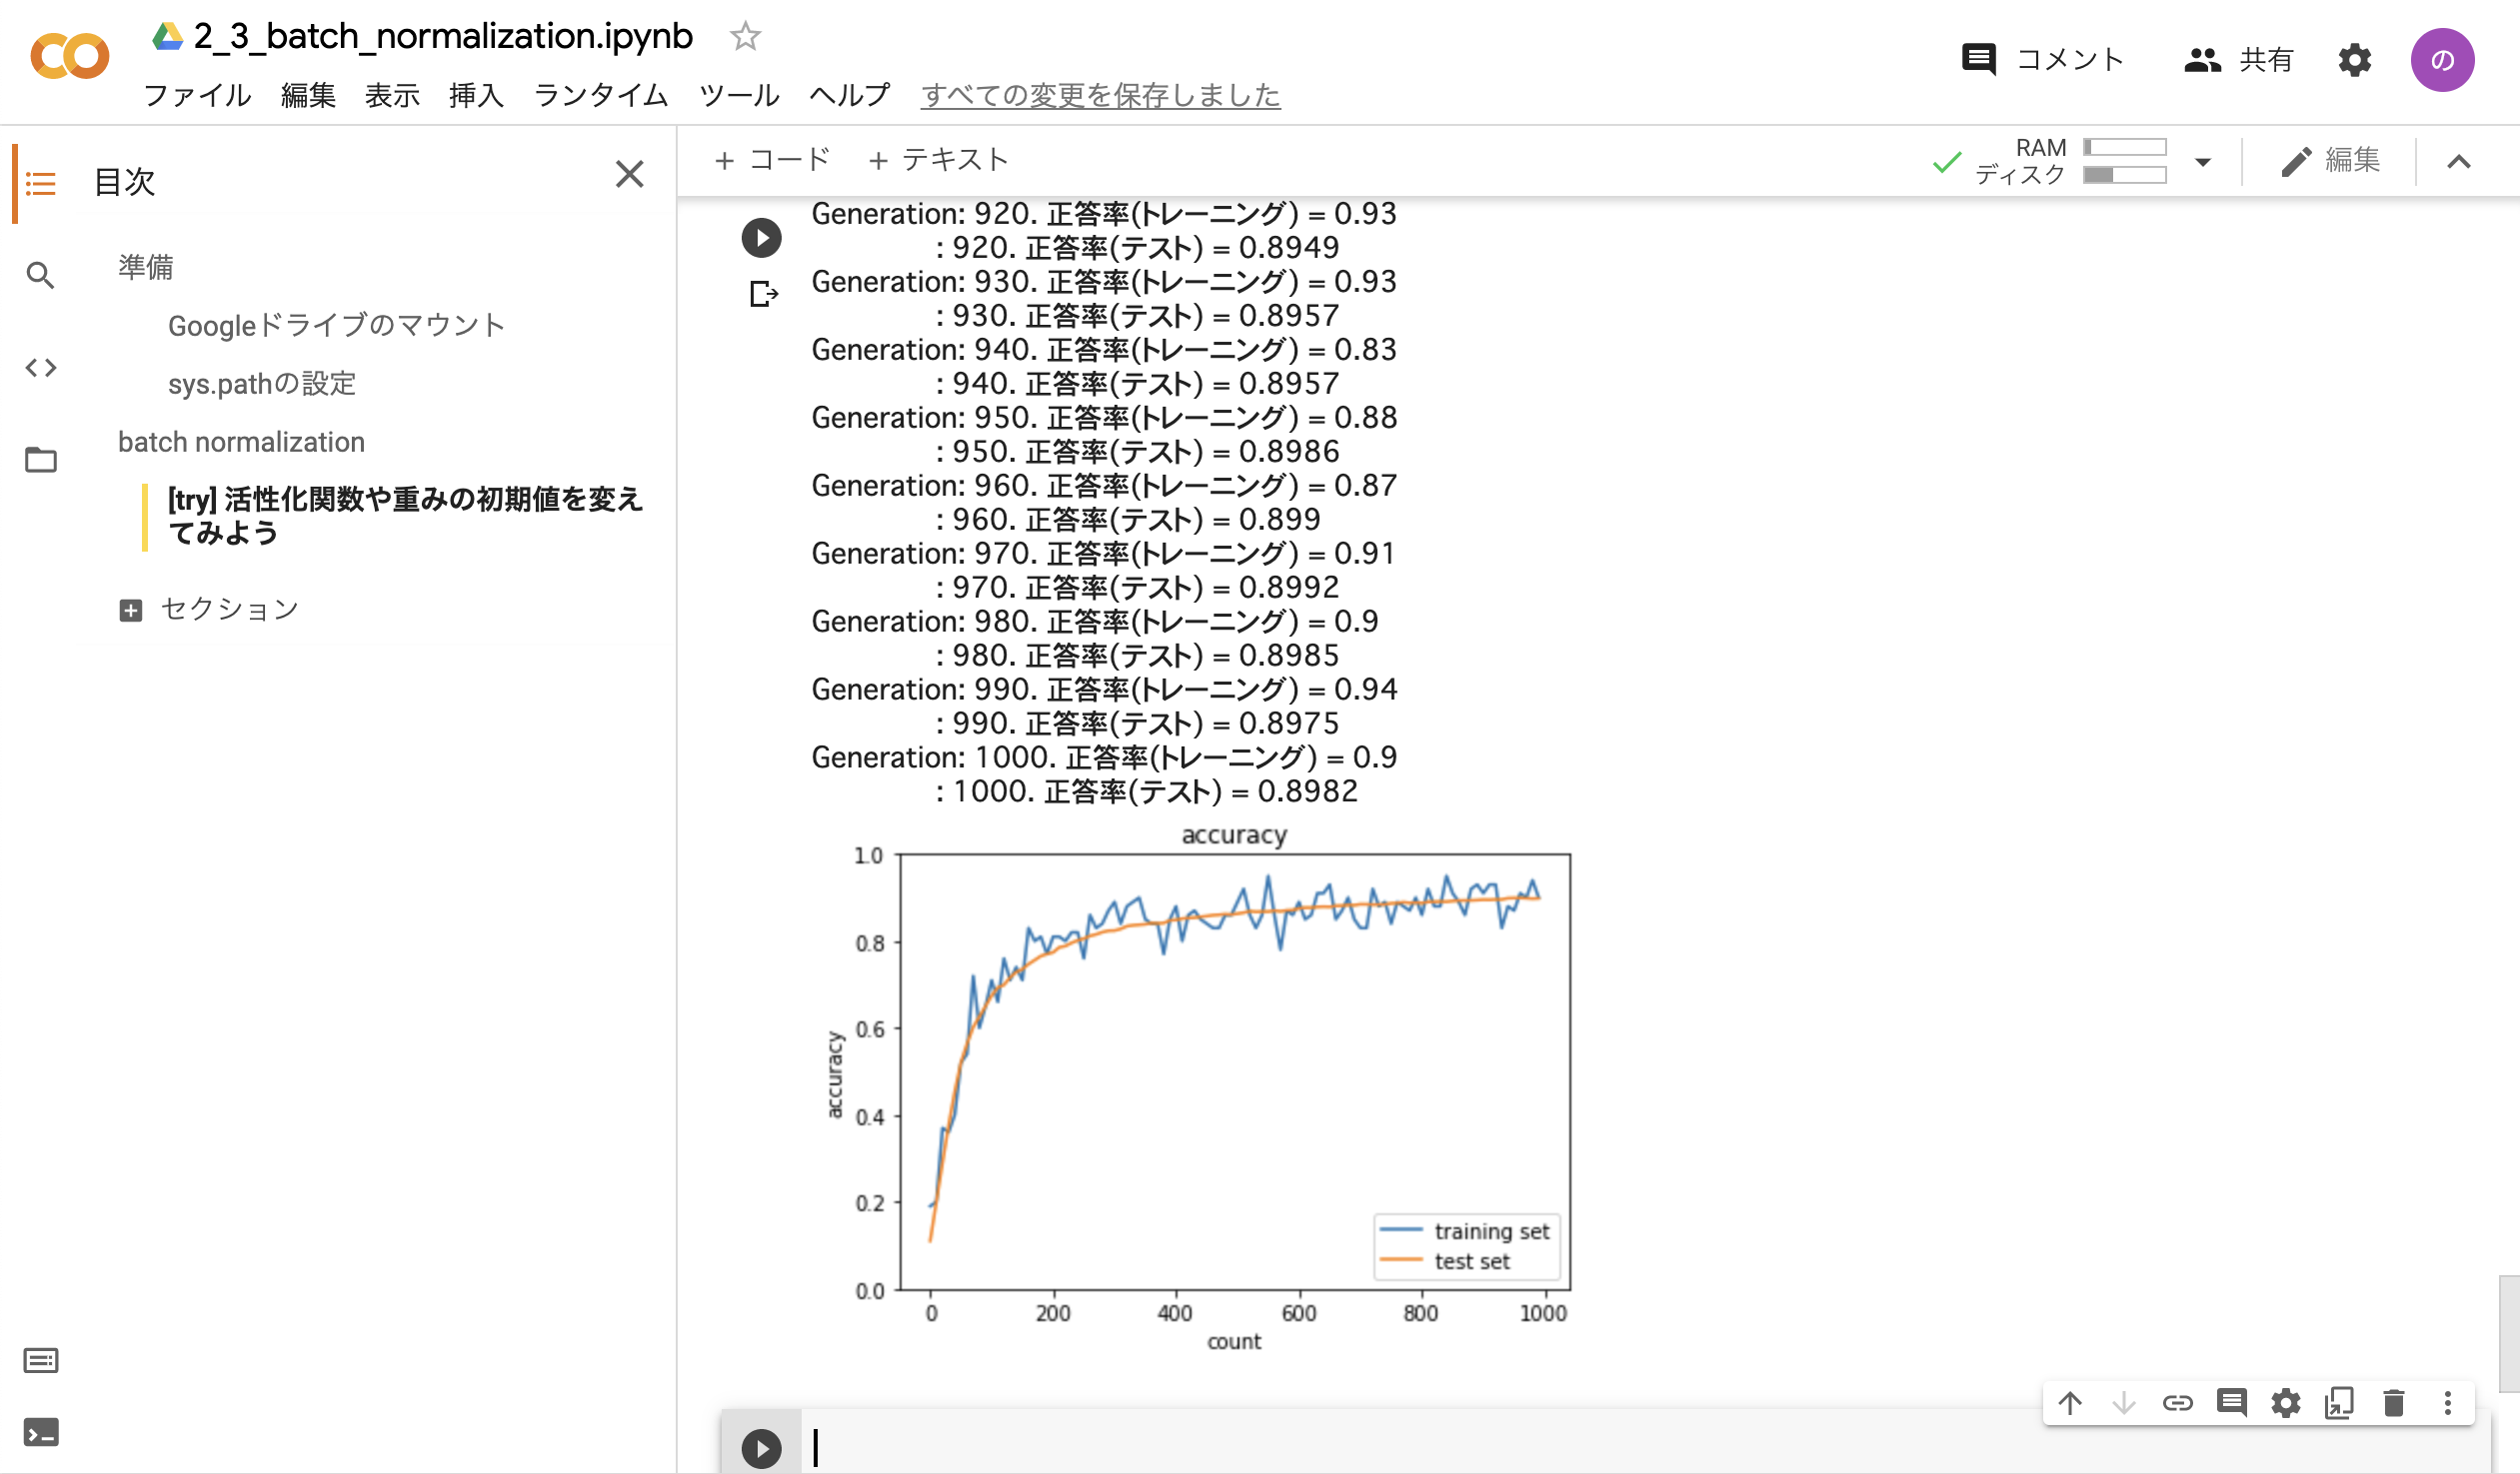 2_3_batch_normalization.ipynb
コメント
共有
の
ファイル 編集 表示 挿入 ランタイム ツール ヘルプ すべての変更を保存しました
目次
+ コード + テキスト
RAM
ディスク
編集
準備
Googleドライブのマウント
sys.pathの設定
batch normalization
[try] 活性化関数や重みの初期値を変え
てみよう
セクション
Generation: 920. 正答率(トレーニング) = 0.93
: 920. 正答率(テスト) = 0.8949
Generation: 930. 正答率(トレーニング) = 0.93
: 930. 正答率(テスト) = 0.8957
Generation: 940. 正答率(トレーニング) = 0.83
: 940. 正答率(テスト) = 0.8957
Generation: 950. 正答率(トレーニング) = 0.88
: 950. 正答率(テスト) = 0.8986
Generation: 960. 正答率(トレーニング) = 0.87
: 960. 正答率(テスト) = 0.899
Generation: 970. 正答率(トレーニング) = 0.91
: 970. 正答率(テスト) = 0.8992
Generation: 980. 正答率(トレーニング) = 0.9
: 980. 正答率(テスト) = 0.8985
Generation: 990. 正答率(トレーニング) = 0.94
: 990. 正答率(テスト) = 0.8975
Generation: 1000. 正答率(トレーニング) = 0.9
: 1000. 正答率(テスト) = 0.8982
accuracy
1.0
0.8
0.6
0.4
0.2
0.0
accuracy
training set
test set
0 200 400 600 800 1000
count